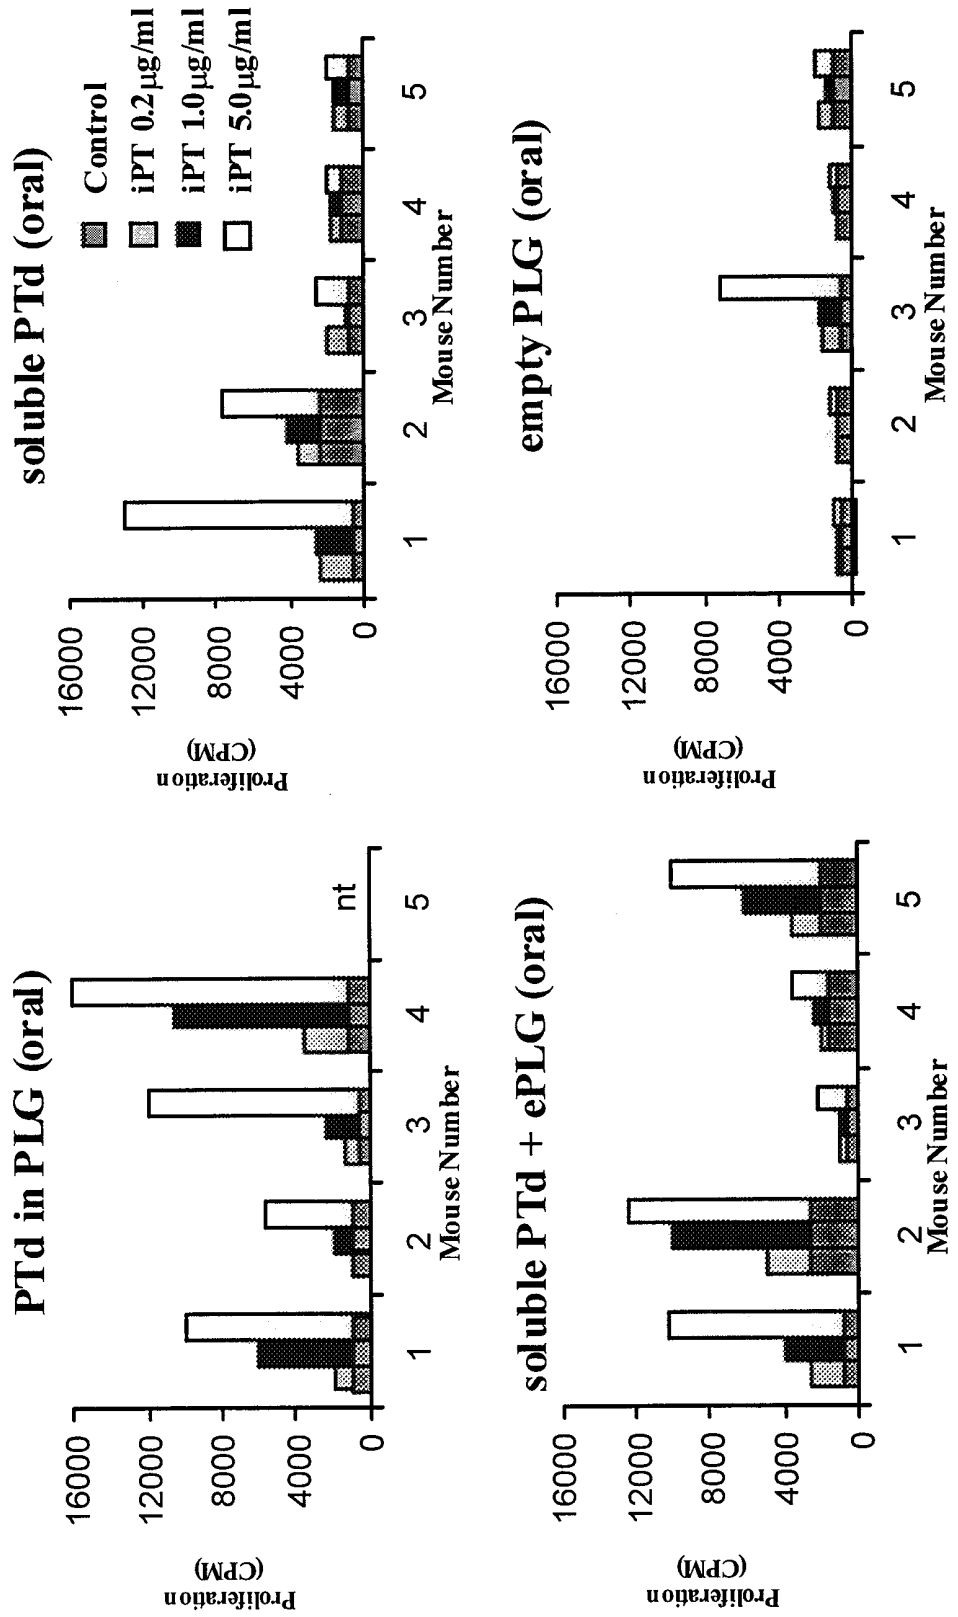 PTd in PLG (oral)
Proliferation
(CPM)
16000
12000
8000
4000
0
nt
1 2 3 4 5
Mouse Number
soluble PTd (oral)
Proliferation
(CPM)
16000
12000
8000
4000
0
1 2 3 4 5
Mouse Number
Control
iPT 0.2µg/ml
iPT 1.0µg/ml
iPT 5.0µg/ml
soluble PTd + ePLG (oral)
Proliferation
(CPM)
16000
12000
8000
4000
0
1 2 3 4 5
Mouse Number
empty PLG (oral)
Proliferation
(CPM)
16000
12000
8000
4000
0
1 2 3 4 5
Mouse Number